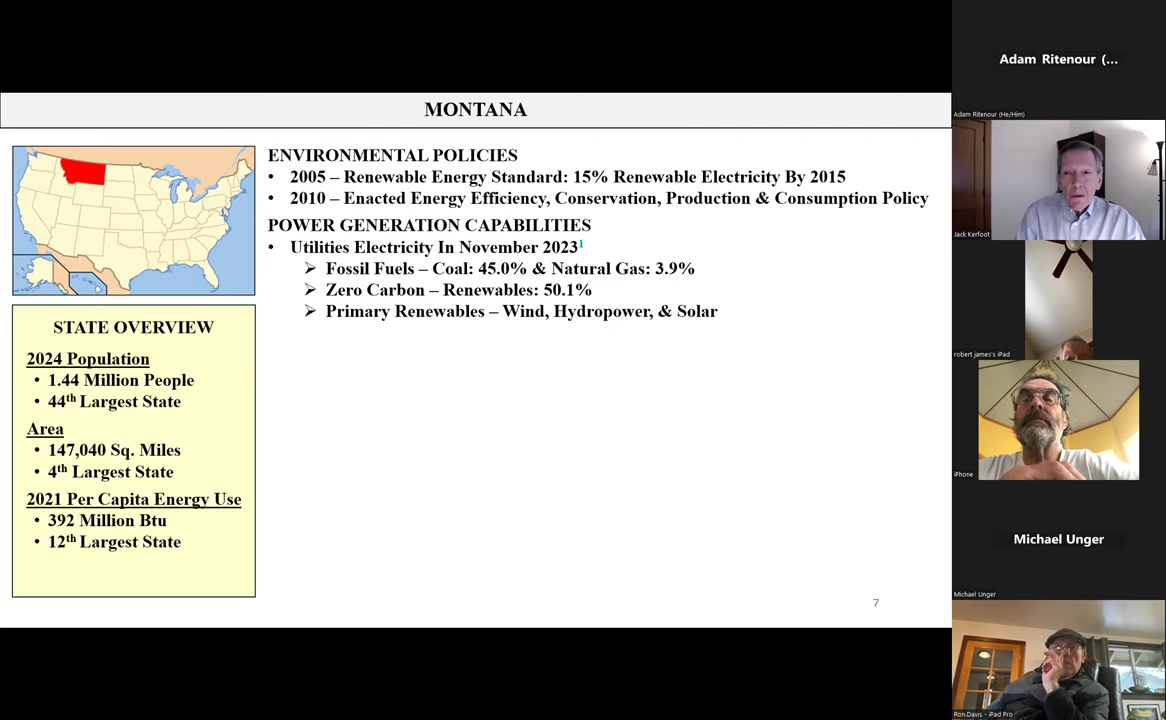 MONTANA
ENVIRONMENTAL POLICIES
• 2005 – Renewable Energy Standard: 15% Renewable Electricity By 2015
• 2010 – Enacted Energy Efficiency, Conservation, Production & Consumption Policy
POWER GENERATION CAPABILITIES
• Utilities Electricity In November 2023¹
➢ Fossil Fuels – Coal: 45.0% & Natural Gas: 3.9%
➢ Zero Carbon – Renewables: 50.1%
➢ Primary Renewables – Wind, Hydropower, & Solar
STATE OVERVIEW
2024 Population
• 1.44 Million People
• 44th Largest State
Area
• 147,040 Sq. Miles
• 4th Largest State
2021 Per Capita Energy Use
• 392 Million Btu
• 12th Largest State
7
Adam Ritenour (...
Adam Ritenour (He/Him)
Jack Kerfoot
robert james's iPad
iPhone
Michael Unger
Michael Unger
Ron.Davis - iPad Pro